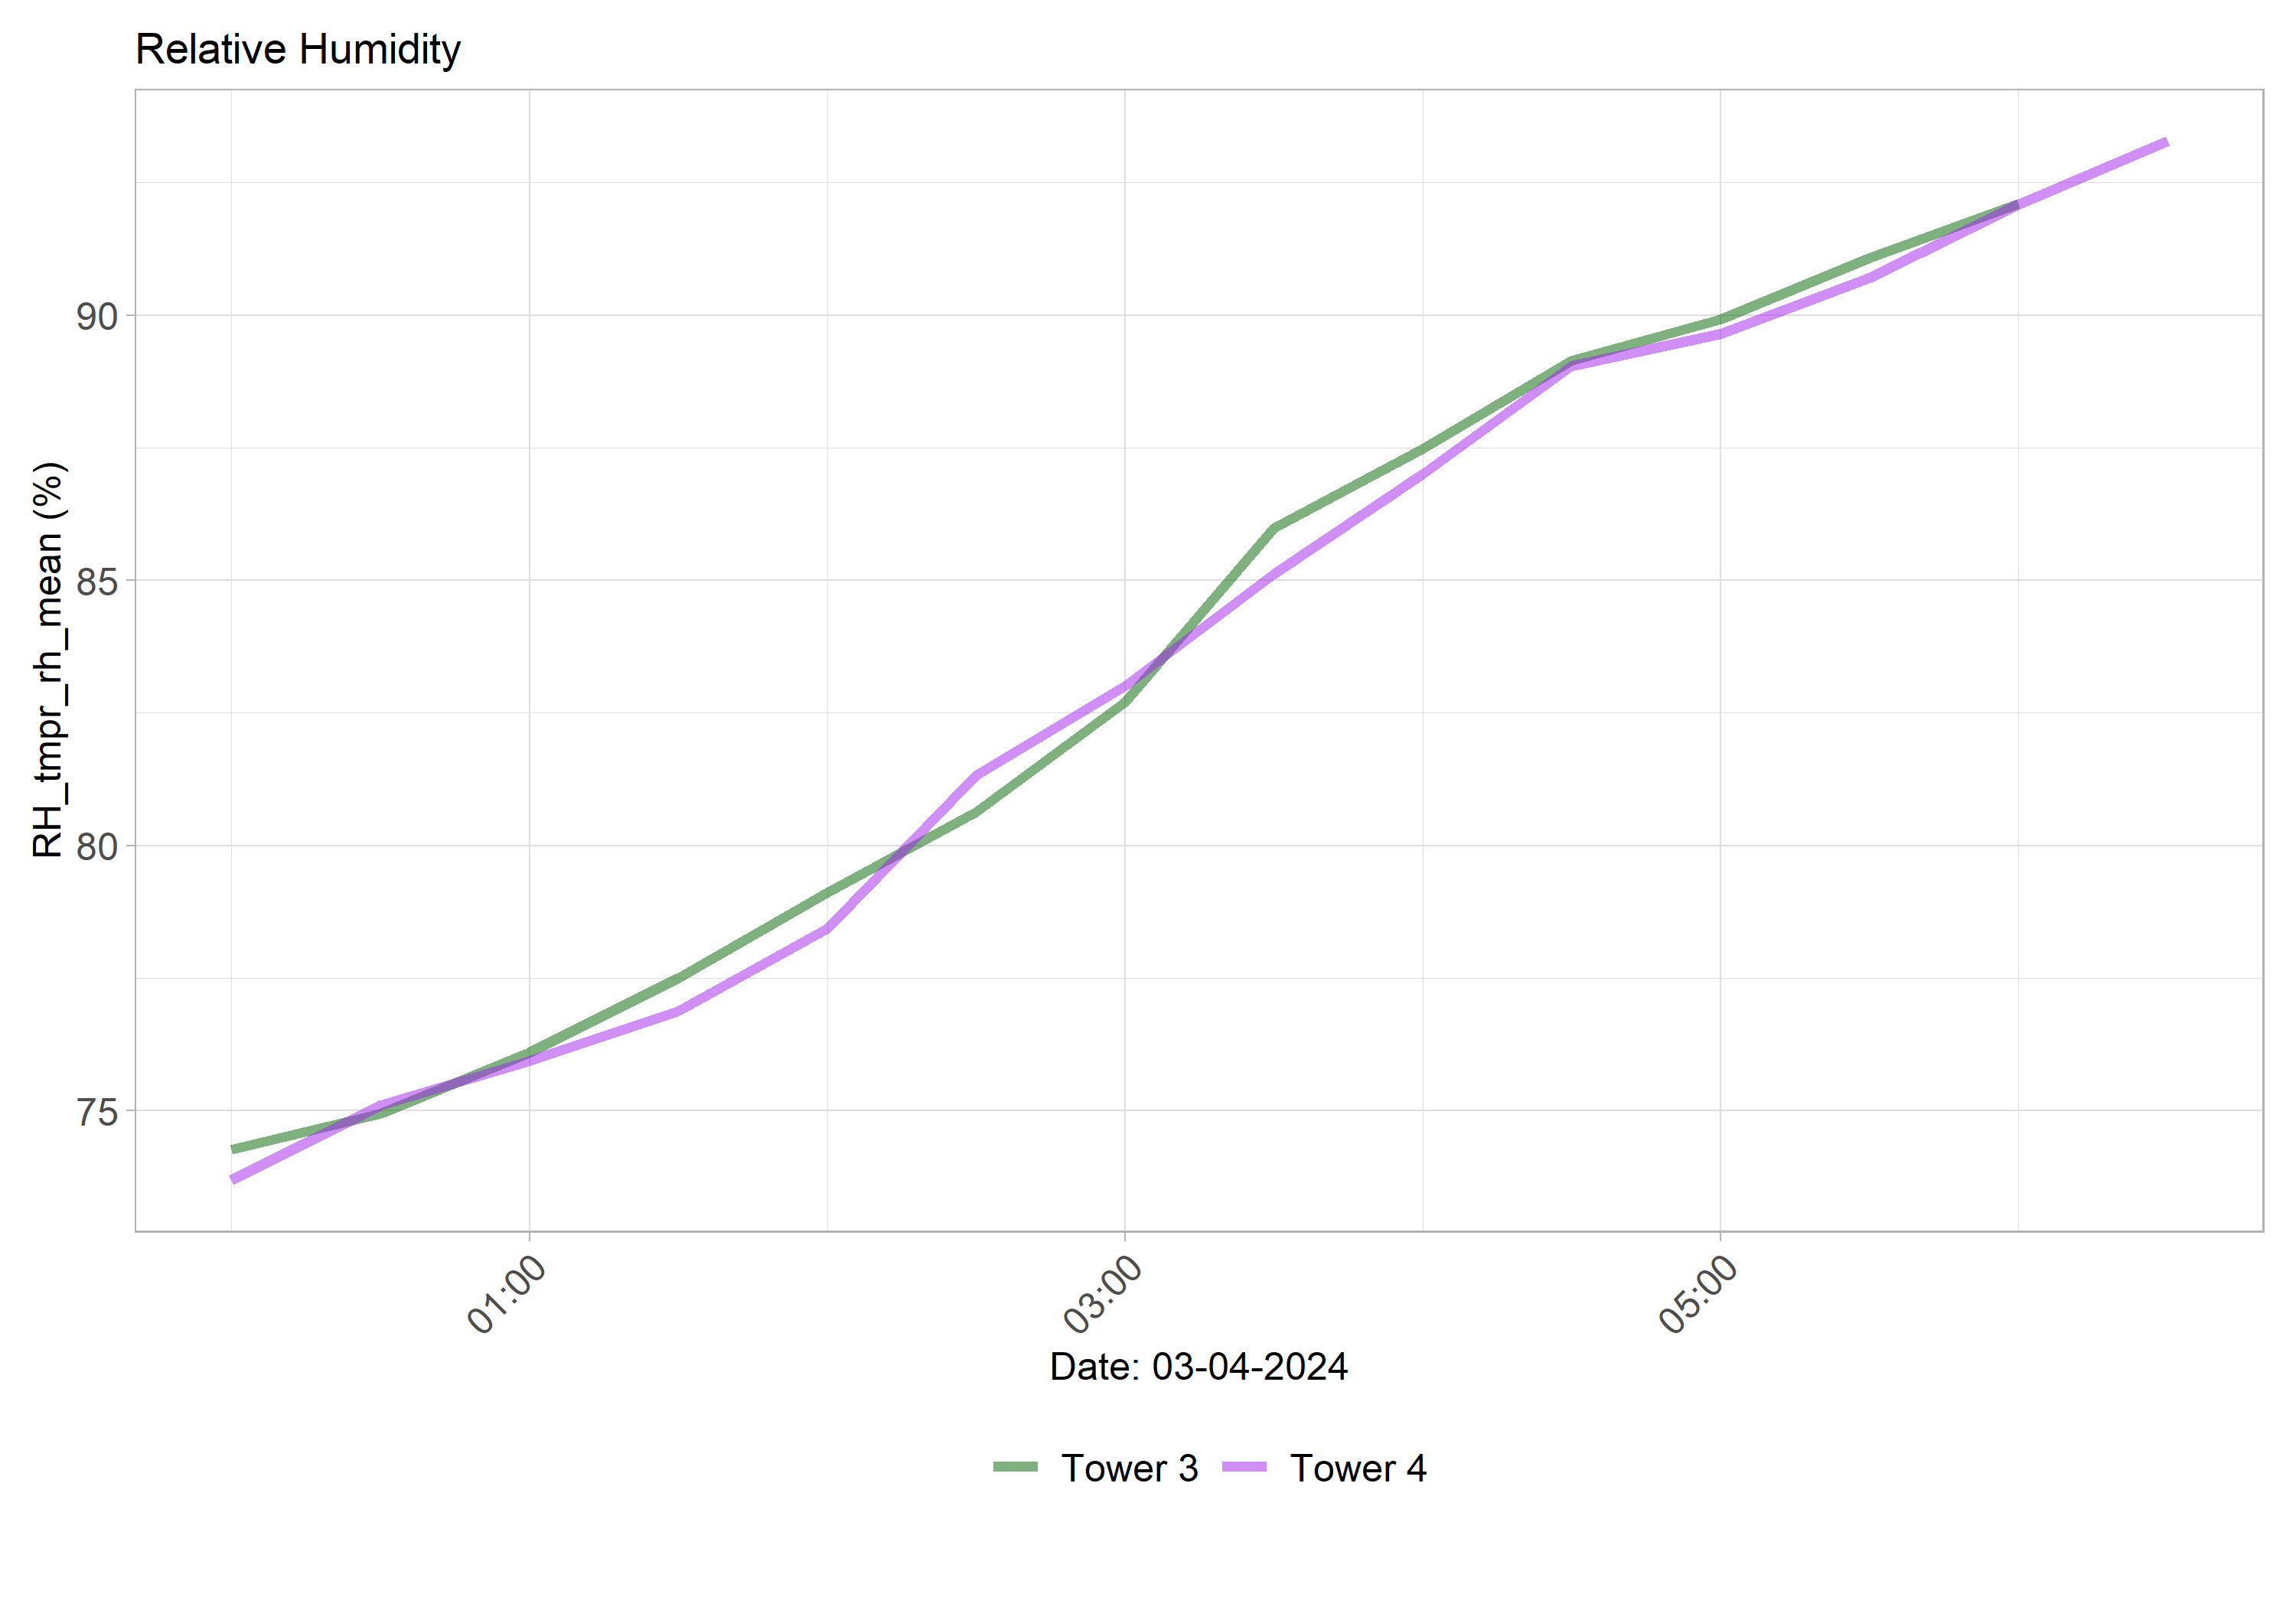 Relative Humidity
RH_tmpr_rh_mean (%)
90
85
80
75
01:00
03:00
05:00
Date: 03-04-2024
Tower 3
Tower 4